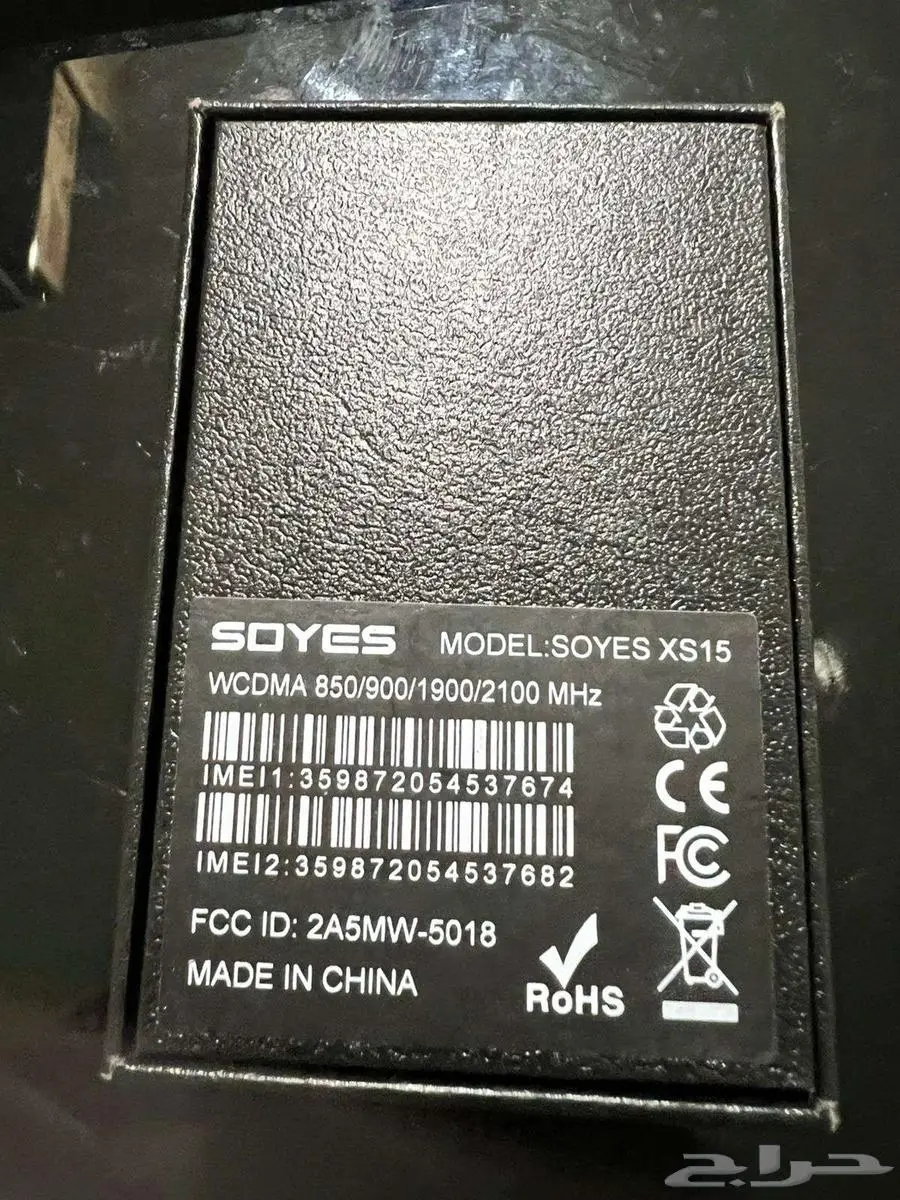 SOYES MODEL:SOYES XS15
WCDMA 850/900/1900/2100 MHz
IMEI1:359872054537674
IMEI2:359872054537682
FCC ID: 2A5MW-5018
MADE IN CHINA
RoHS
CE
FC
حراج